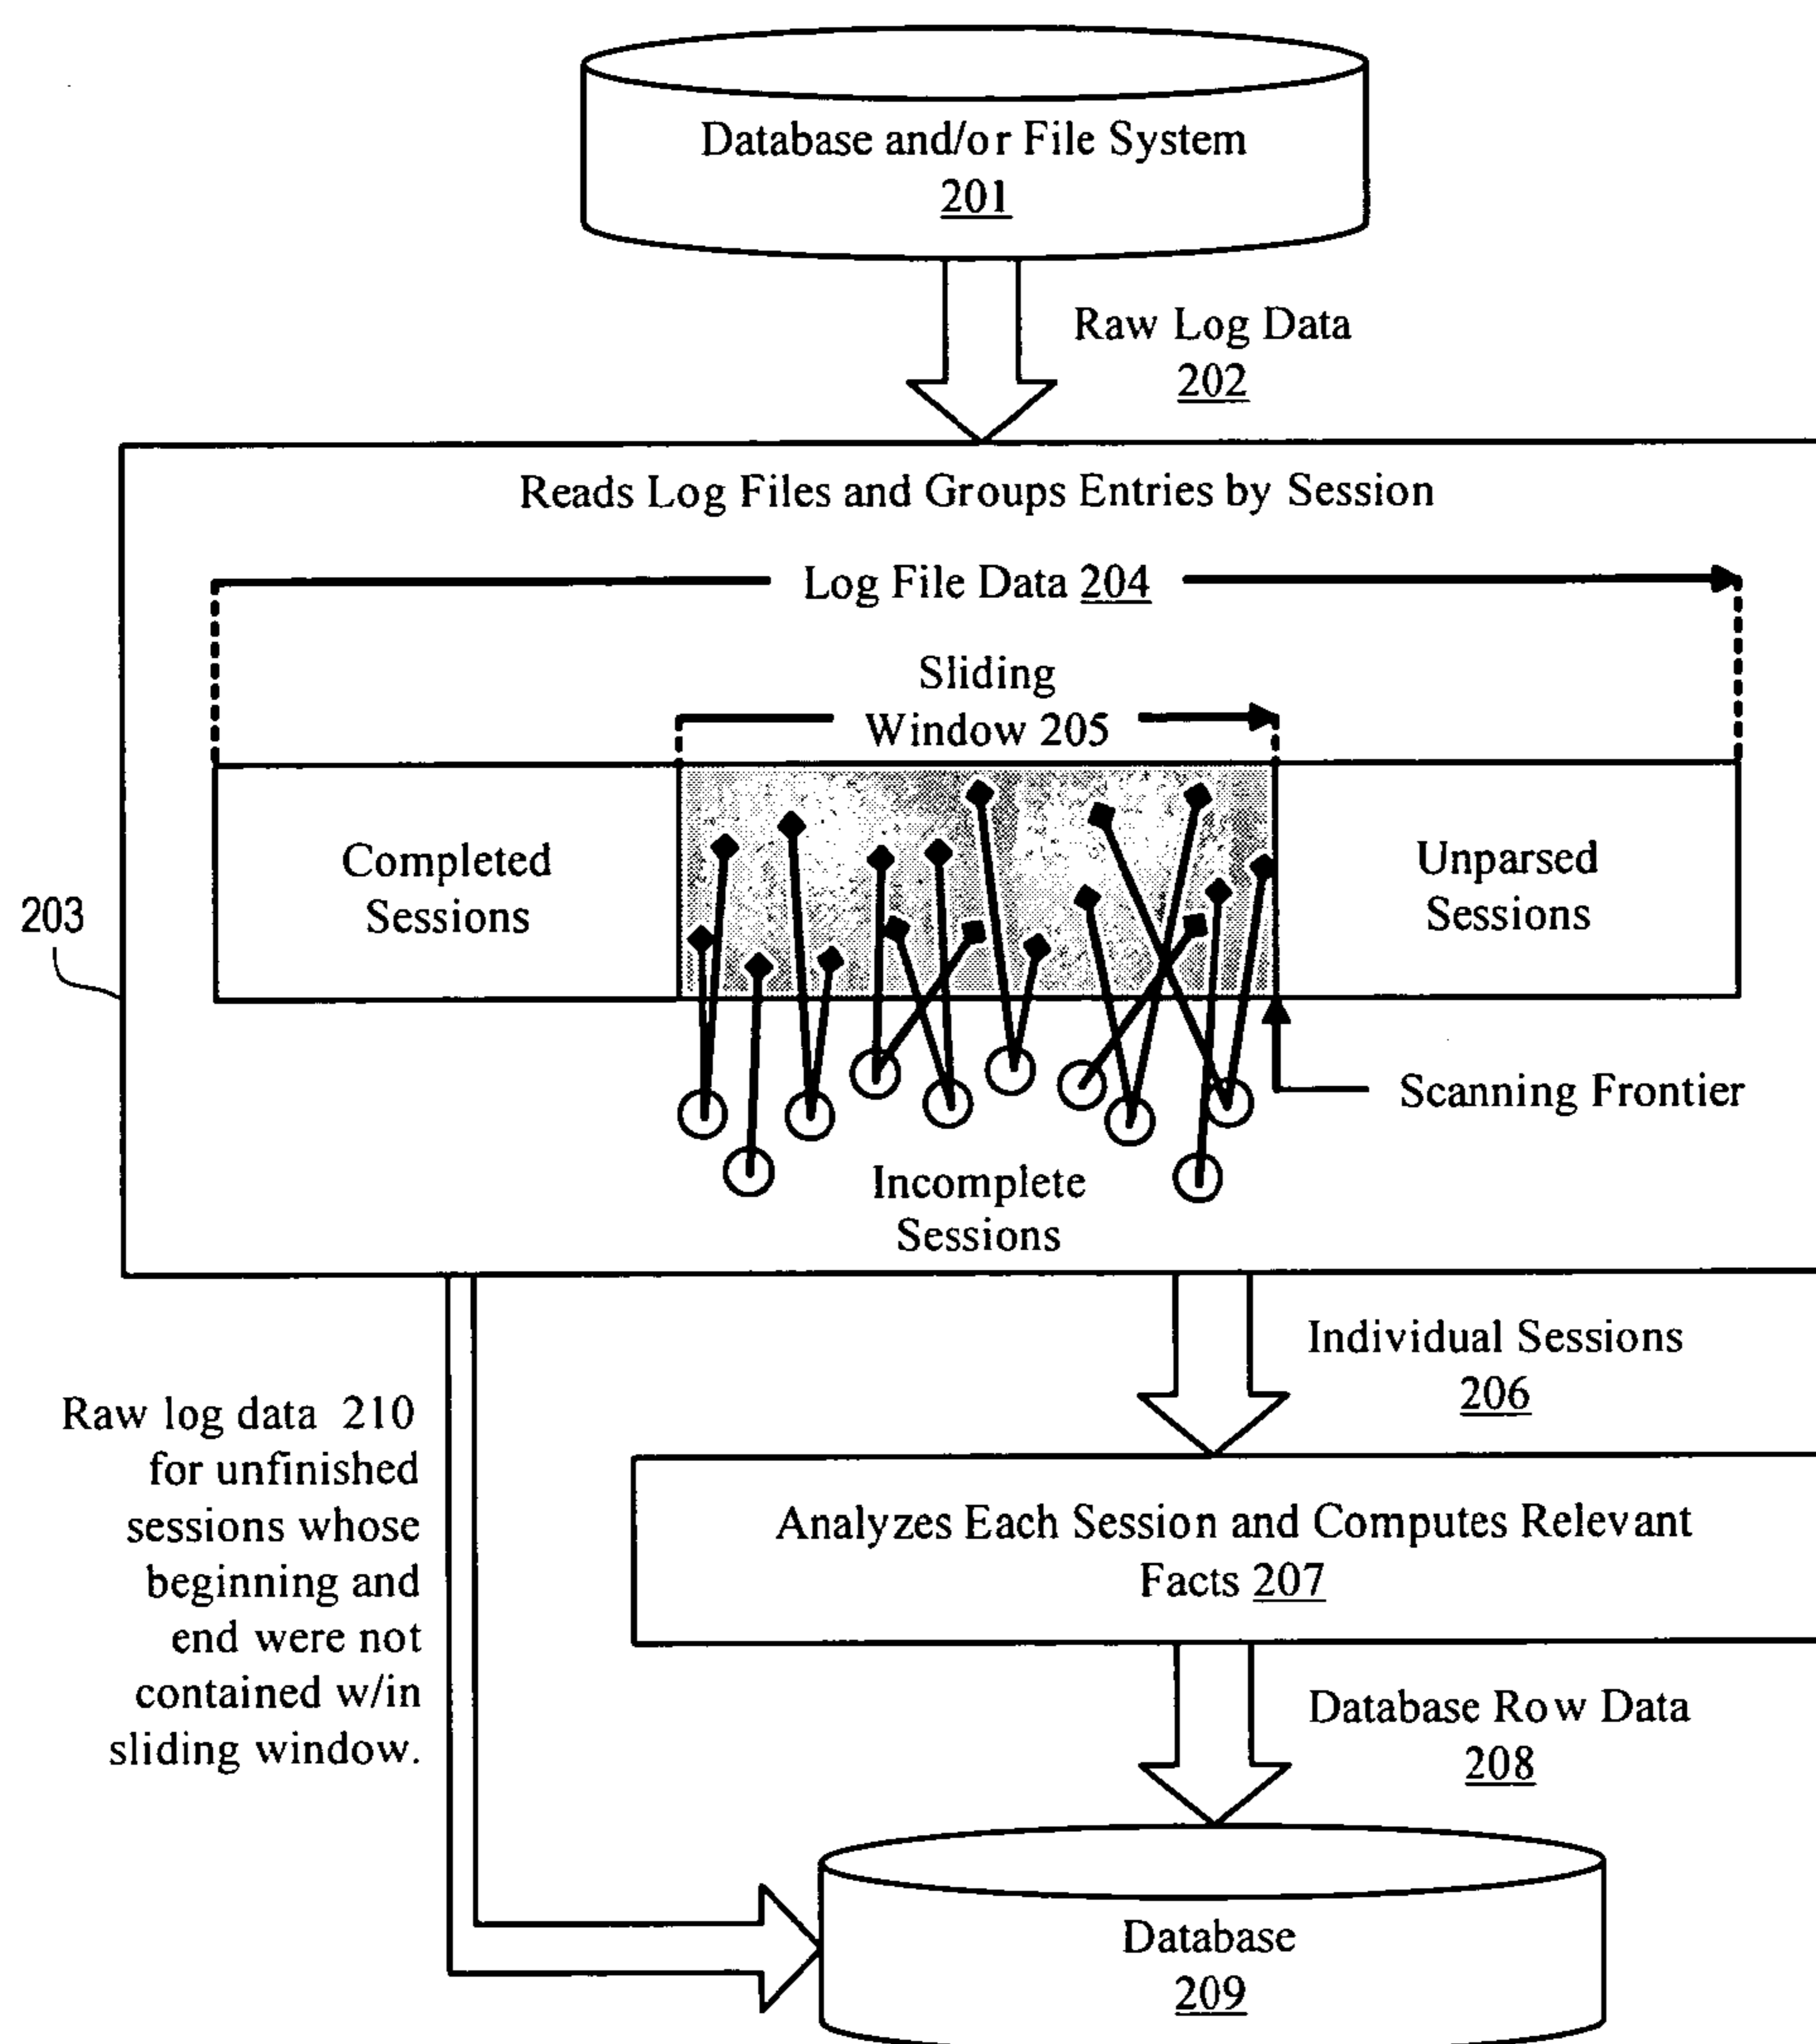 Database and/or File System
201
Raw Log Data
202
Reads Log Files and Groups Entries by Session
Log File Data 204
Sliding
Window 205
Completed
Sessions
Unparsed
Sessions
203
Scanning Frontier
Incomplete
Sessions
Individual Sessions
206
Raw log data 210
for unfinished
sessions whose
beginning and
end were not
contained w/in
sliding window.
Analyzes Each Session and Computes Relevant
Facts 207
Database Row Data
208
Database
209